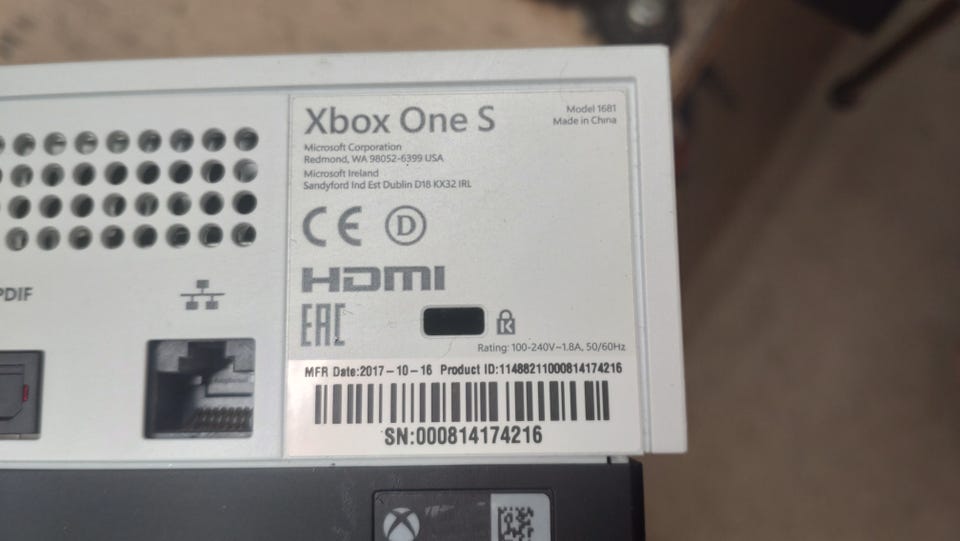 Xbox One S
Model 1681
Made in China
Microsoft Corporation
Redmond, WA 98052-6399 USA
Microsoft Ireland
Sandyford Ind Est Dublin D18 KX32 IRL
CE D
HDMI
EAC
K
Rating: 100-240V~1.8A, 50/60Hz
PDIF
MFR Date:2017-10-16 Product ID:11488211000814174216
SN:000814174216